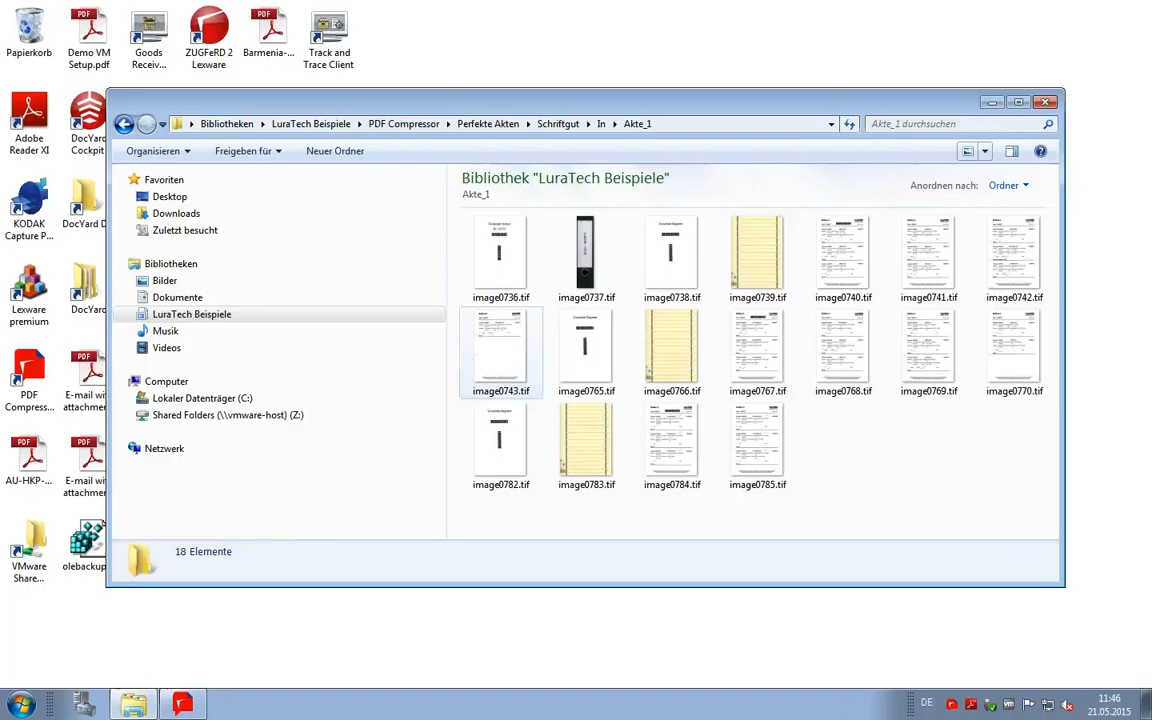 Papierkorb
Demo VM
Setup.pdf
Goods
Receiv...
ZUGFeRD 2
Lexware
Barmenia-...
Track and
Trace Client
Adobe
Reader XI
DocYard
Cockpit
KODAK
Capture P...
DocYard D
Lexware
premium
DocYard
PDF
Compress...
E-mail wit
attachmer
AU-HKP-...
E-mail wit
attachmen
VMware
Share...
olebackup
Bibliotheken
LuraTech Beispiele
PDF Compressor
Perfekte Akten
Schriftgut
In
Akte_1
Akte_1 durchsuchen
Organisieren
Freigeben für
Neuer Ordner
Favoriten
Desktop
Downloads
Zuletzt besucht
Bibliotheken
Bilder
Dokumente
LuraTech Beispiele
Musik
Videos
Computer
Lokaler Datenträger (C:)
Shared Folders (\\vmware-host) (Z:)
Netzwerk
Bibliothek "LuraTech Beispiele"
Akte_1
Anordnen nach: Ordner
image0736.tif
image0737.tif
image0738.tif
image0739.tif
image0740.tif
image0741.tif
image0742.tif
image0743.tif
image0765.tif
image0766.tif
image0767.tif
image0768.tif
image0769.tif
image0770.tif
image0782.tif
image0783.tif
image0784.tif
image0785.tif
18 Elemente
DE
11:46
21.05.2015